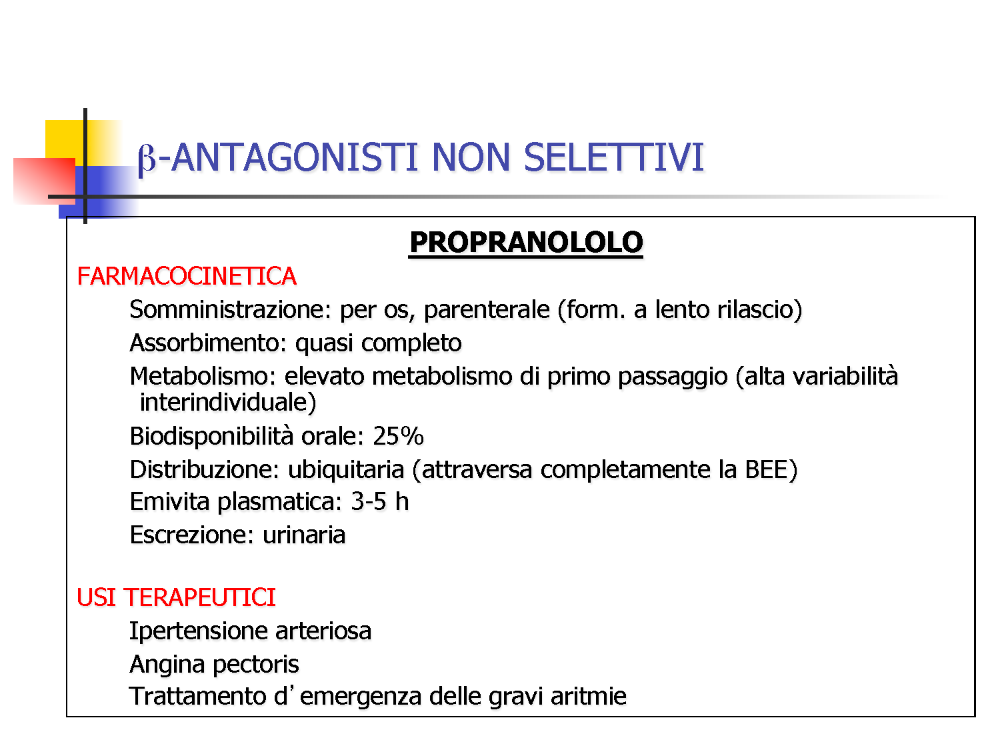 β-ANTAGONISTI NON SELETTIVI
PROPRANOLOLO
FARMACOCINETICA
Somministrazione: per os, parenterale (form. a lento rilascio)
Assorbimento: quasi completo
Metabolismo: elevato metabolismo di primo passaggio (alta variabilità
interindividuale)
Biodisponibilità orale: 25%
Distribuzione: ubiquitaria (attraversa completamente la BEE)
Emivita plasmatica: 3-5 h
Escrezione: urinaria
USI TERAPEUTICI
Ipertensione arteriosa
Angina pectoris
Trattamento d’emergenza delle gravi aritmie